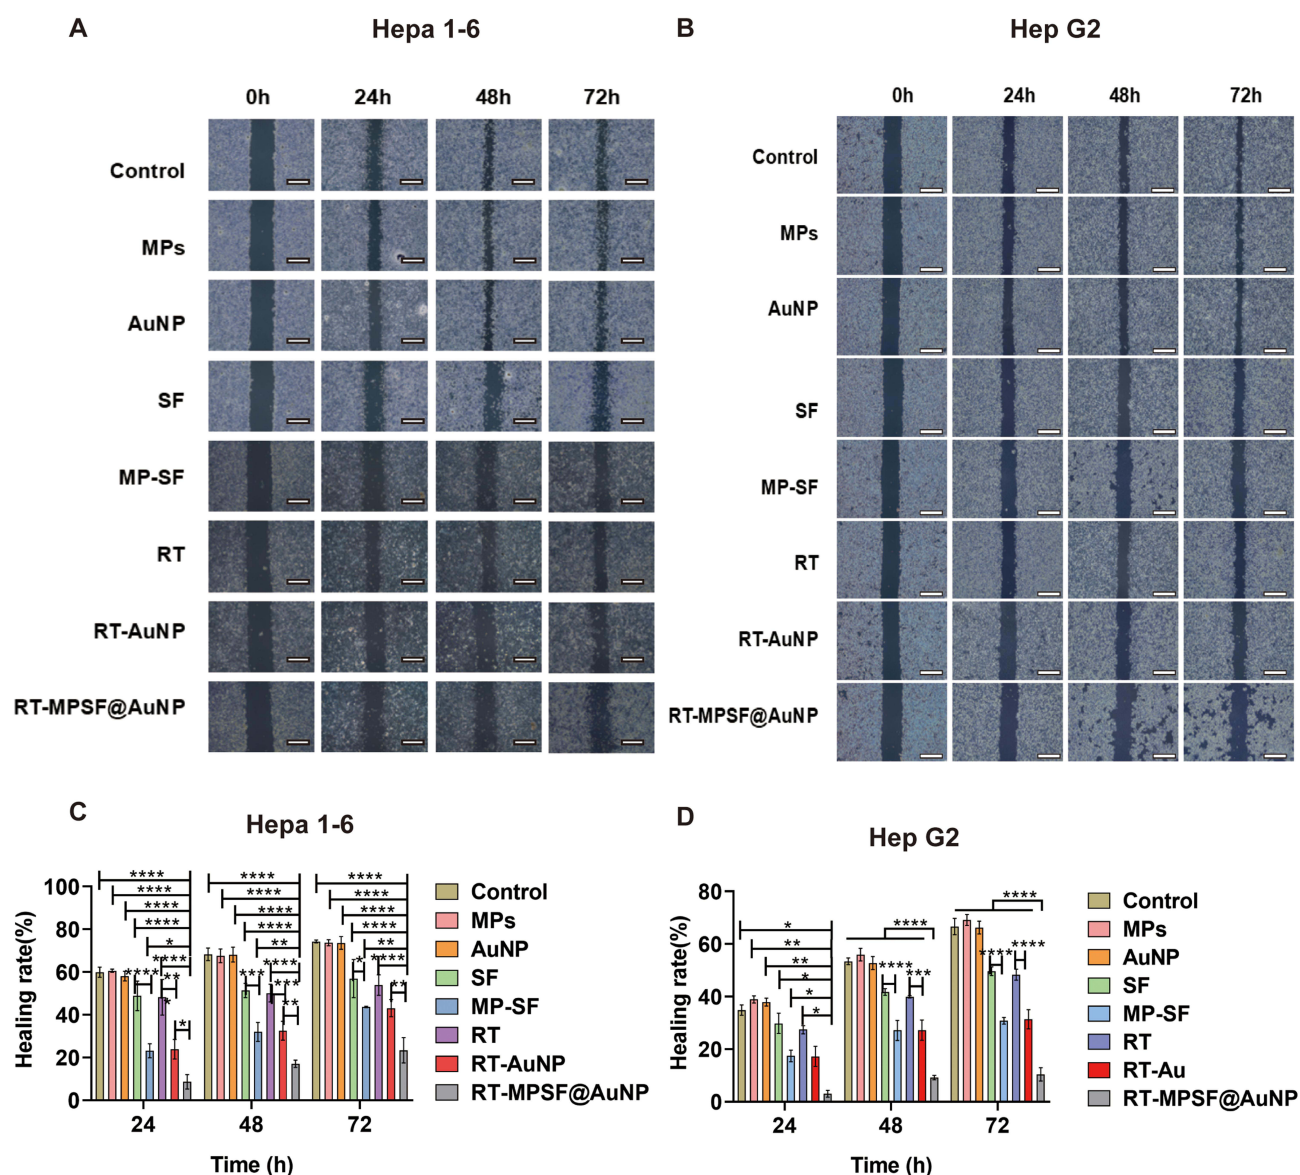 A
Hepa 1-6
0h 24h 48h 72h
Control
MPs
AuNP
SF
MP-SF
RT
RT-AuNP
RT-MPSF@AuNP
B
Hep G2
0h 24h 48h 72h
Control
MPs
AuNP
SF
MP-SF
RT
RT-AuNP
RT-MPSF@AuNP
C
Hepa 1-6
Healing rate(%)
100
80
60
40
20
0
24 48 72
Time (h)
Control
MPs
AuNP
SF
MP-SF
RT
RT-AuNP
RT-MPSF@AuNP
D
Hep G2
Healing rate(%)
80
60
40
20
0
24 48 72
Time (h)
Control
MPs
AuNP
SF
MP-SF
RT
RT-Au
RT-MPSF@AuNP